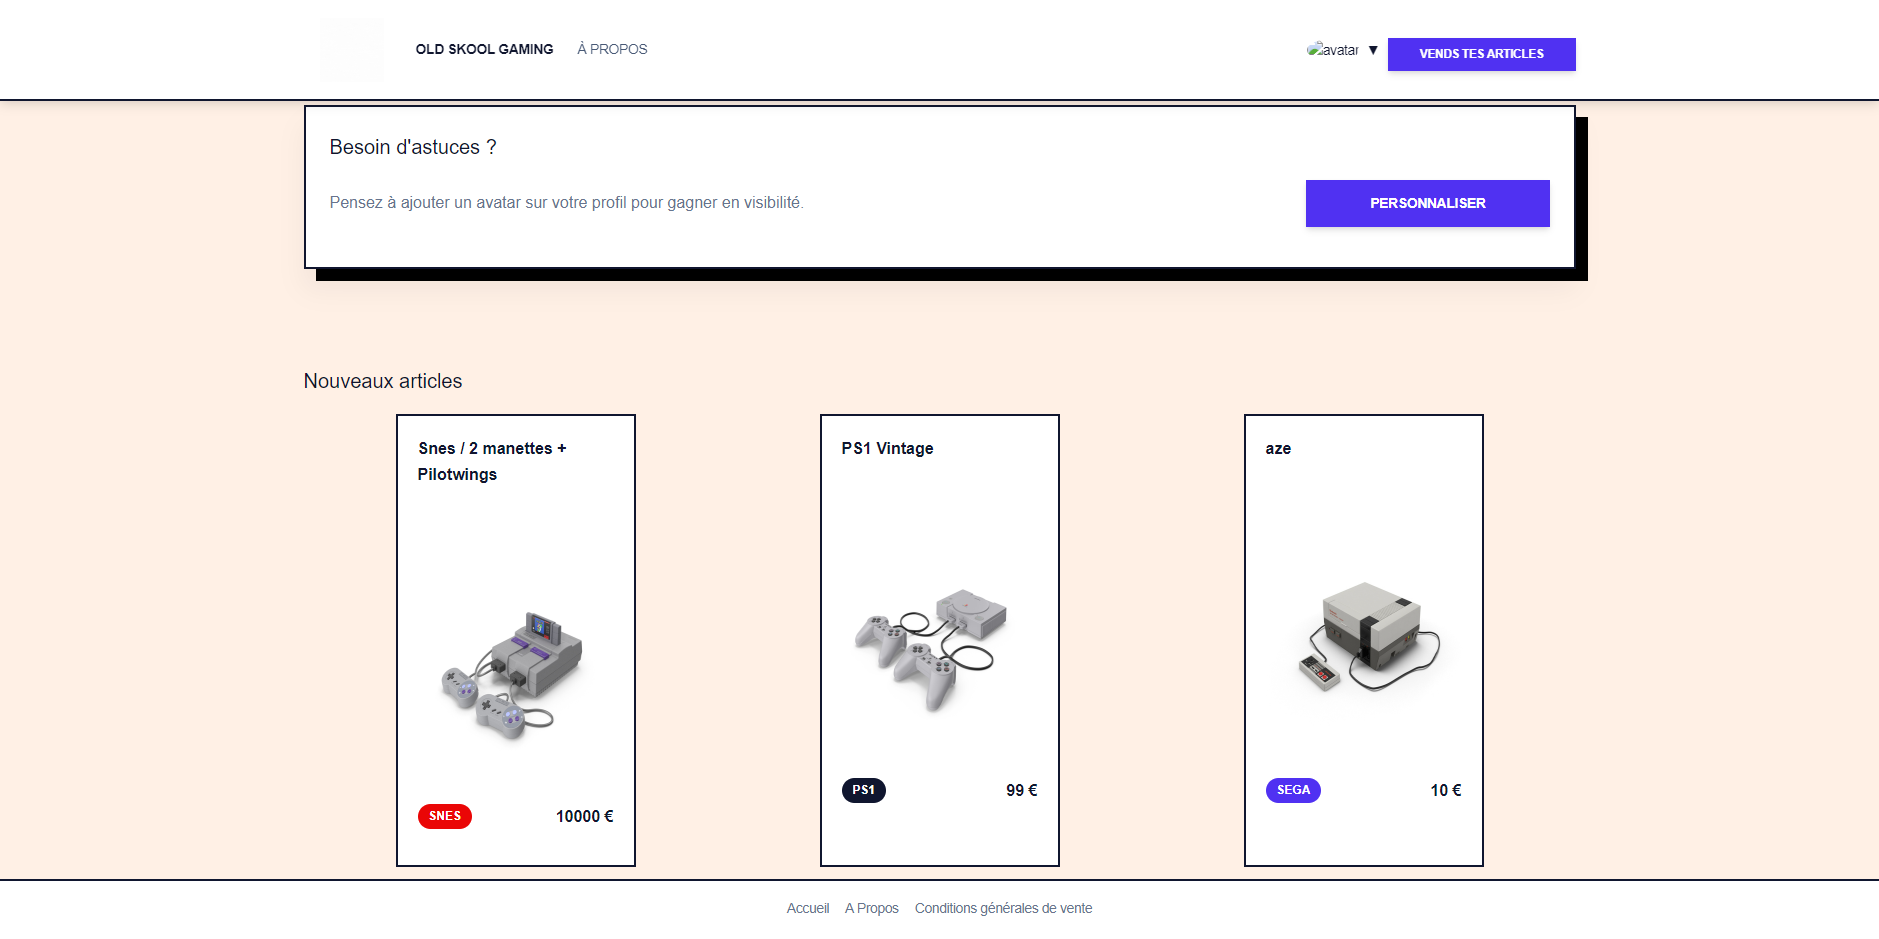 OLD SKOOL GAMING
À PROPOS
avatar ▼
VENDS TES ARTICLES
Besoin d'astuces ?
Pensez à ajouter un avatar sur votre profil pour gagner en visibilité.
PERSONNALISER
Nouveaux articles
Snes / 2 manettes +
Pilotwings
SNES
10000 €
PS1 Vintage
PS1
99 €
aze
SEGA
10 €
Accueil
A Propos
Conditions générales de vente